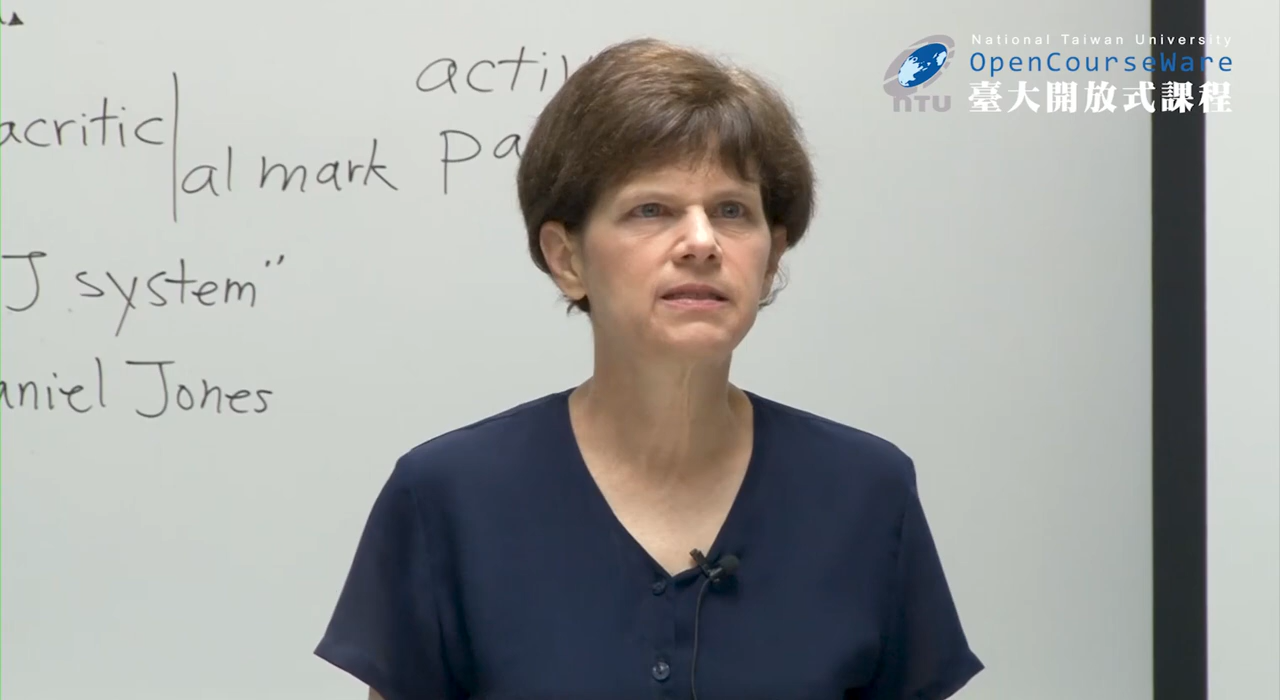 National Taiwan University
OpenCourseWare
臺大開放式課程
NTU
acti
acritic|al mark
pa
J system"
aniel Jones